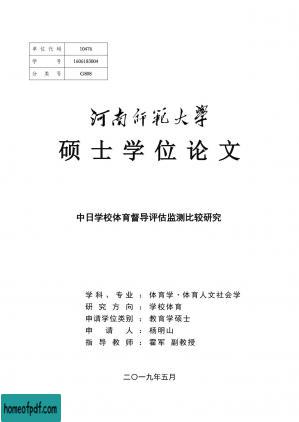 单位代码 10476
学号 1606183004
分类号 G808
河南师范大学
硕士学位论文
中日学校体育督导评估监测比较研究
学科、专业：体育学·体育人文社会学
研究方向：学校体育
申请学位类别：教育学硕士
申请人：杨明山
指导教师：霍军 副教授
二〇一九年五月
homeofpdf.com